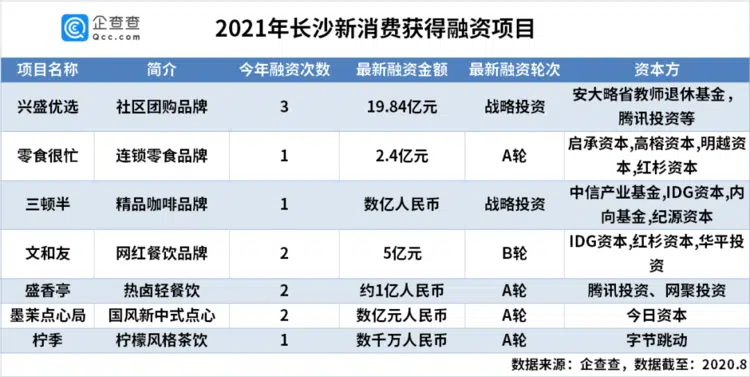 企查查
Qcc.com
2021年长沙新消费获得融资项目
项目名称 简介 今年融资次数 最新融资金额 最新融资轮次 资本方
兴盛优选 社区团购品牌 3 19.84亿元 战略投资 安大略省教师退休基金，
腾讯投资等
零食很忙 连锁零食品牌 1 2.4亿元 A轮 启承资本,高榕资本,明越资
本,红杉资本
三顿半 精品咖啡品牌 1 数亿人民币 战略投资 中信产业基金,IDG资本,内
向基金,纪源资本
文和友 网红餐饮品牌 2 5亿元 B轮 IDG资本,红杉资本,华平投
资
盛香亭 热卤轻餐饮 2 约1亿人民币 A轮 腾讯投资、网聚投资
墨茉点心局 国风新中式点心 2 数亿元人民币 A轮 今日资本
柠季 柠檬风格茶饮 1 数千万人民币 A轮 字节跳动
数据来源：企查查，数据截至：2020.8